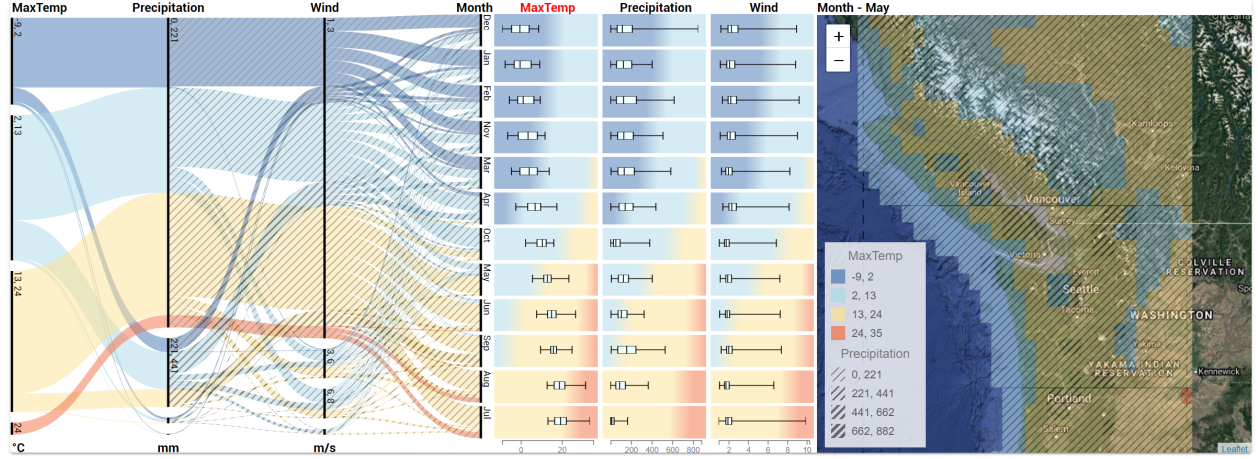 MaxTemp Precipitation Wind Month MaxTemp Precipitation Wind Month - May
-9, 2
2, 13
13, 24
24
0, 221
221, 441
1, 3
3, 6
6, 8
Dec
Jan
Feb
Nov
Mar
Apr
Oct
May
Jun
Sep
Aug
Jul
°C mm m/s
0 20
200 400 600 800
2 4 6 8 10
+
−
Kamloops
Kelowna
Vancouver
Island
Vancouver
Surrey
Victoria
Everett
Seattle
Tacoma
COLVILLE
RESERVATION
WASHINGTON
Yakima
YAKAMA INDIAN
RESERVATION
Kennewick
Portland
Salem
MaxTemp
-9, 2
2, 13
13, 24
24, 35
Precipitation
0, 221
221, 441
441, 662
662, 882
Leaflet